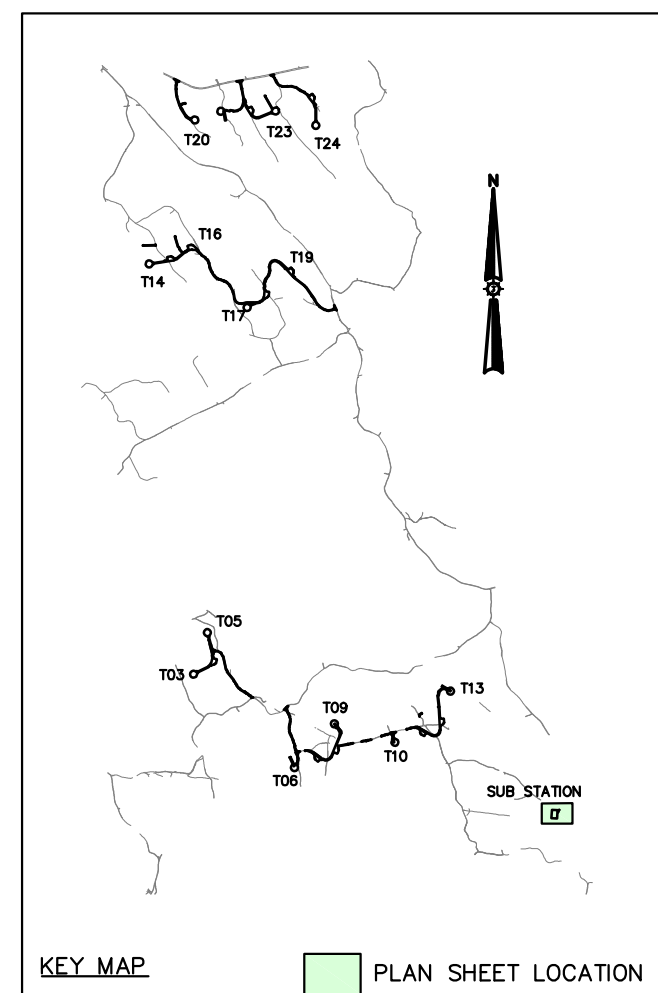 T20
T23
T24
N
T16
T19
T14
T17
T05
T03
T09
T13
T10
T06
SUB STATION
KEY MAP
PLAN SHEET LOCATION